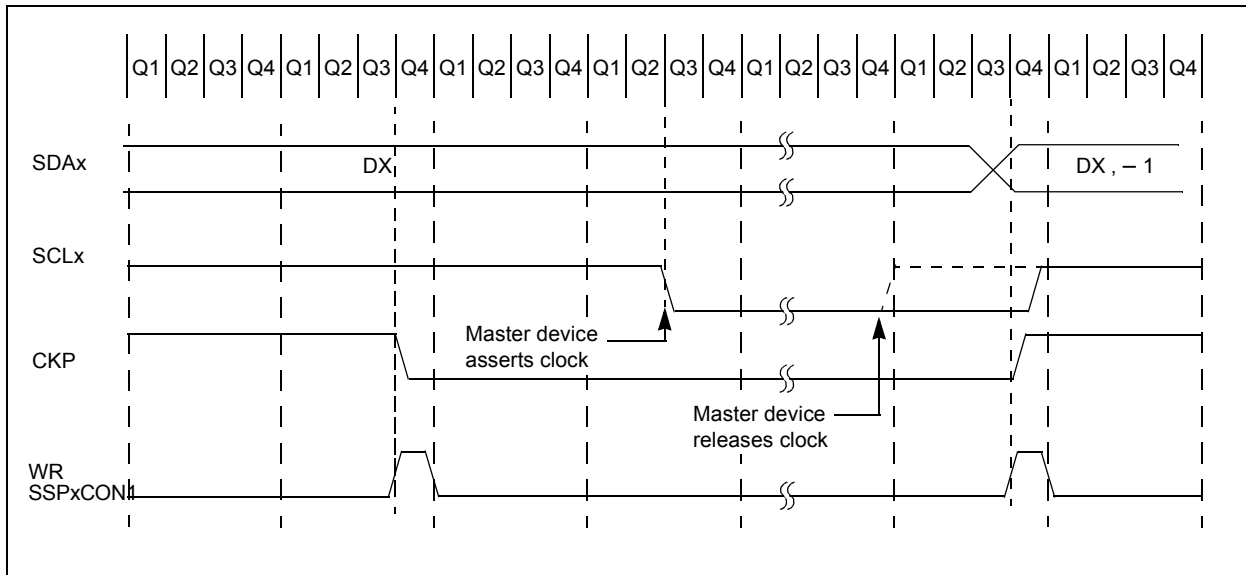 Q1 Q2 Q3 Q4 Q1 Q2 Q3 Q4 Q1 Q2 Q3 Q4 Q1 Q2 Q3 Q4 Q1 Q2 Q3 Q4 Q1 Q2 Q3 Q4 Q1 Q2 Q3 Q4
SDAx
DX
DX , – 1
SCLx
Master device
asserts clock
CKP
Master device
releases clock
WR
SSPxCON1